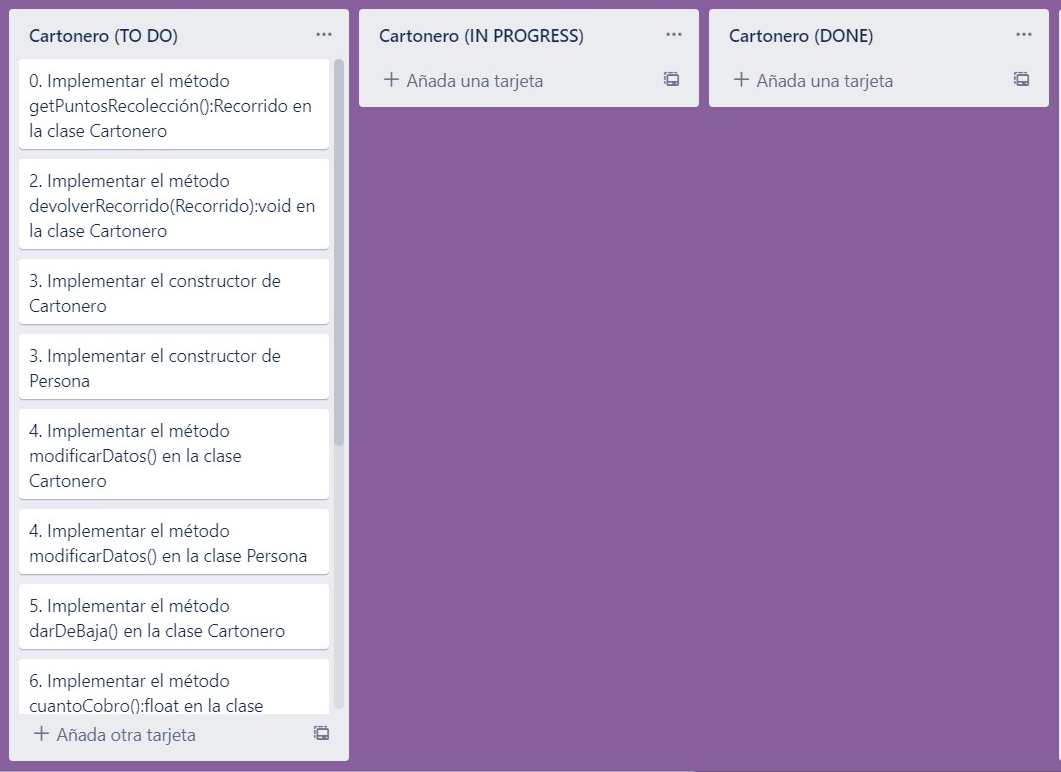 Cartonero (TO DO)
0. Implementar el método
getPuntosRecolección():Recorrido en
la clase Cartonero
2. Implementar el método
devolverRecorrido(Recorrido):void en
la clase Cartonero
3. Implementar el constructor de
Cartonero
3. Implementar el constructor de
Persona
4. Implementar el método
modificarDatos() en la clase
Cartonero
4. Implementar el método
modificarDatos() en la clase Persona
5. Implementar el método
darDeBaja() en la clase Cartonero
6. Implementar el método
cuantoCobro():float en la clase
+ Añada otra tarjeta
Cartonero (IN PROGRESS)
+ Añada una tarjeta
Cartonero (DONE)
+ Añada una tarjeta